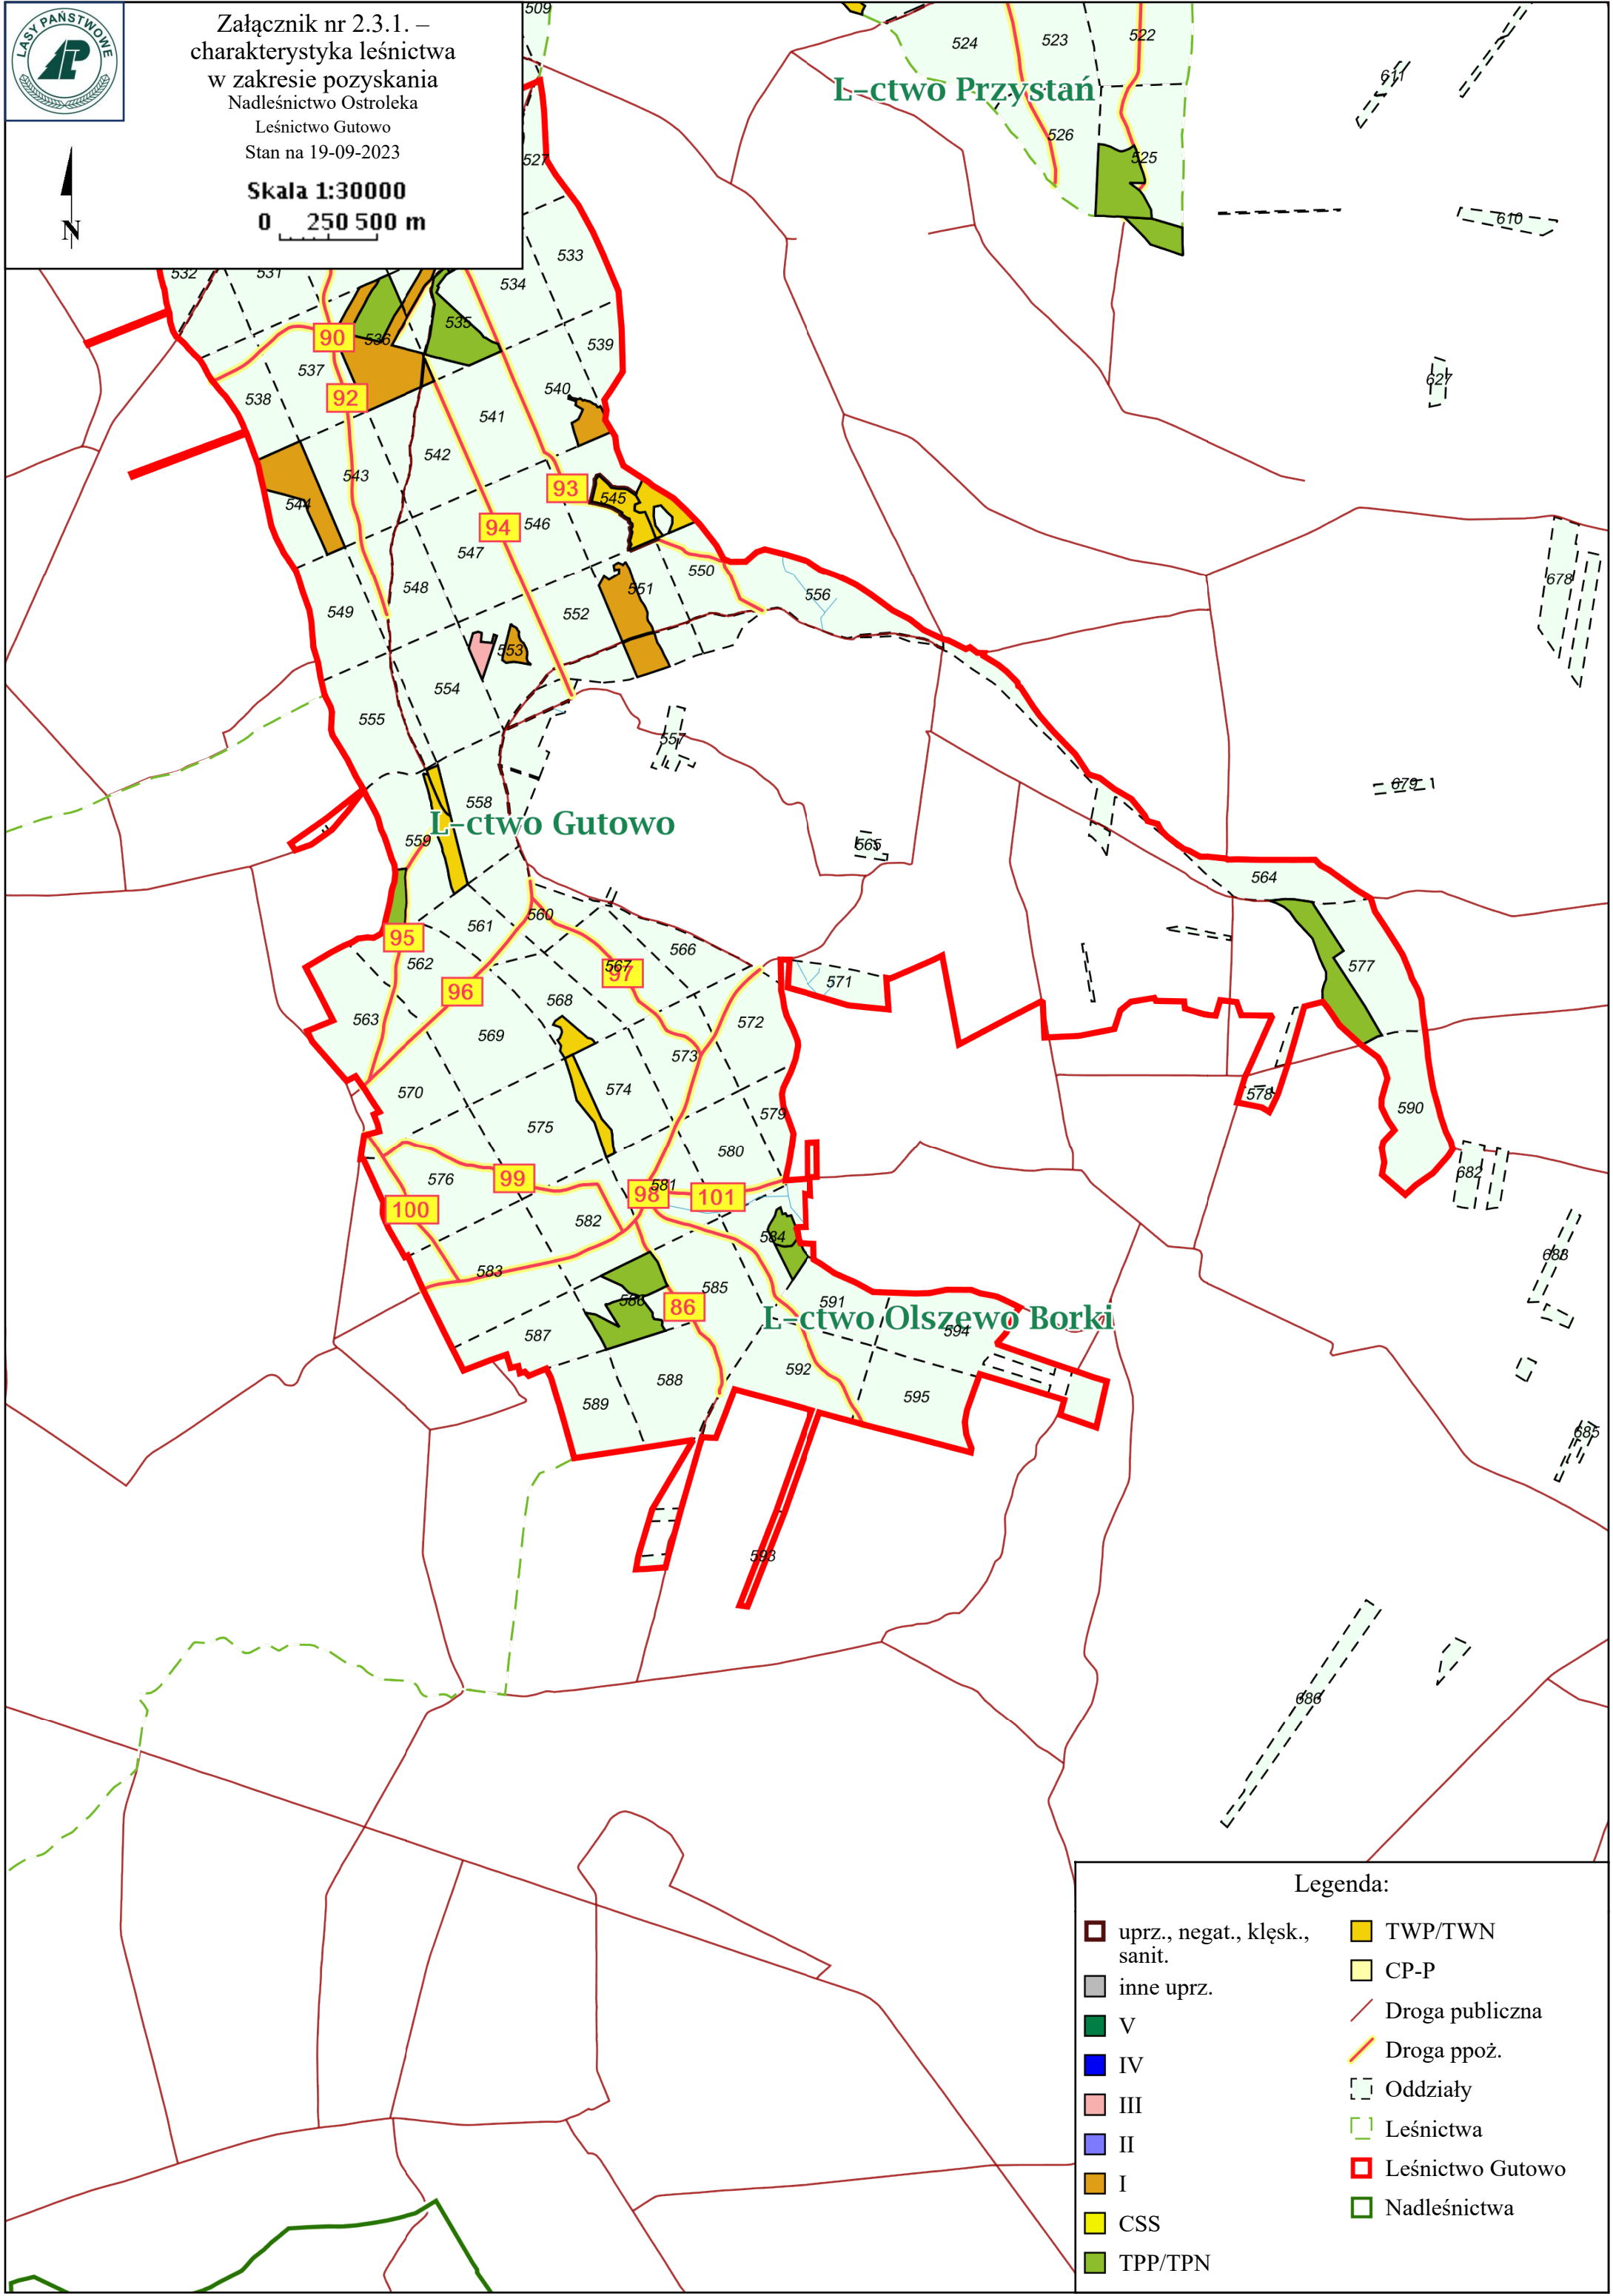 LASY PAŃSTWOWE
Załącznik nr 2.3.1. –
charakterystyka leśnictwa
w zakresie pozyskania
Nadleśnictwo Ostroleka
Leśnictwo Gutowo
Stan na 19-09-2023
Skala 1:30000
0 250 500 m
N
509
524
523
522
L-ctwo Przystań
611
526
525
527
610
532
531
533
534
535
536
90
537
539
627
538
92
540
541
542
543
93
545
544
94
546
547
550
548
551
556
678
549
552
553
554
555
557
558
679
L-ctwo Gutowo
559
565
564
560
561
566
95
562
567
97
577
96
571
568
563
569
572
573
570
574
578
590
579
575
580
576
99
682
581
98
101
100
582
584
683
583
585
586
86
591
L-ctwo Olszewo Borki
587
594
592
588
595
589
685
593
686
Legenda:
uprz., negat., klęsk.,
sanit.
inne uprz.
V
IV
III
II
I
CSS
TPP/TPN
TWP/TWN
CP-P
Droga publiczna
Droga ppoż.
Oddziały
Leśnictwa
Leśnictwo Gutowo
Nadleśnictwa